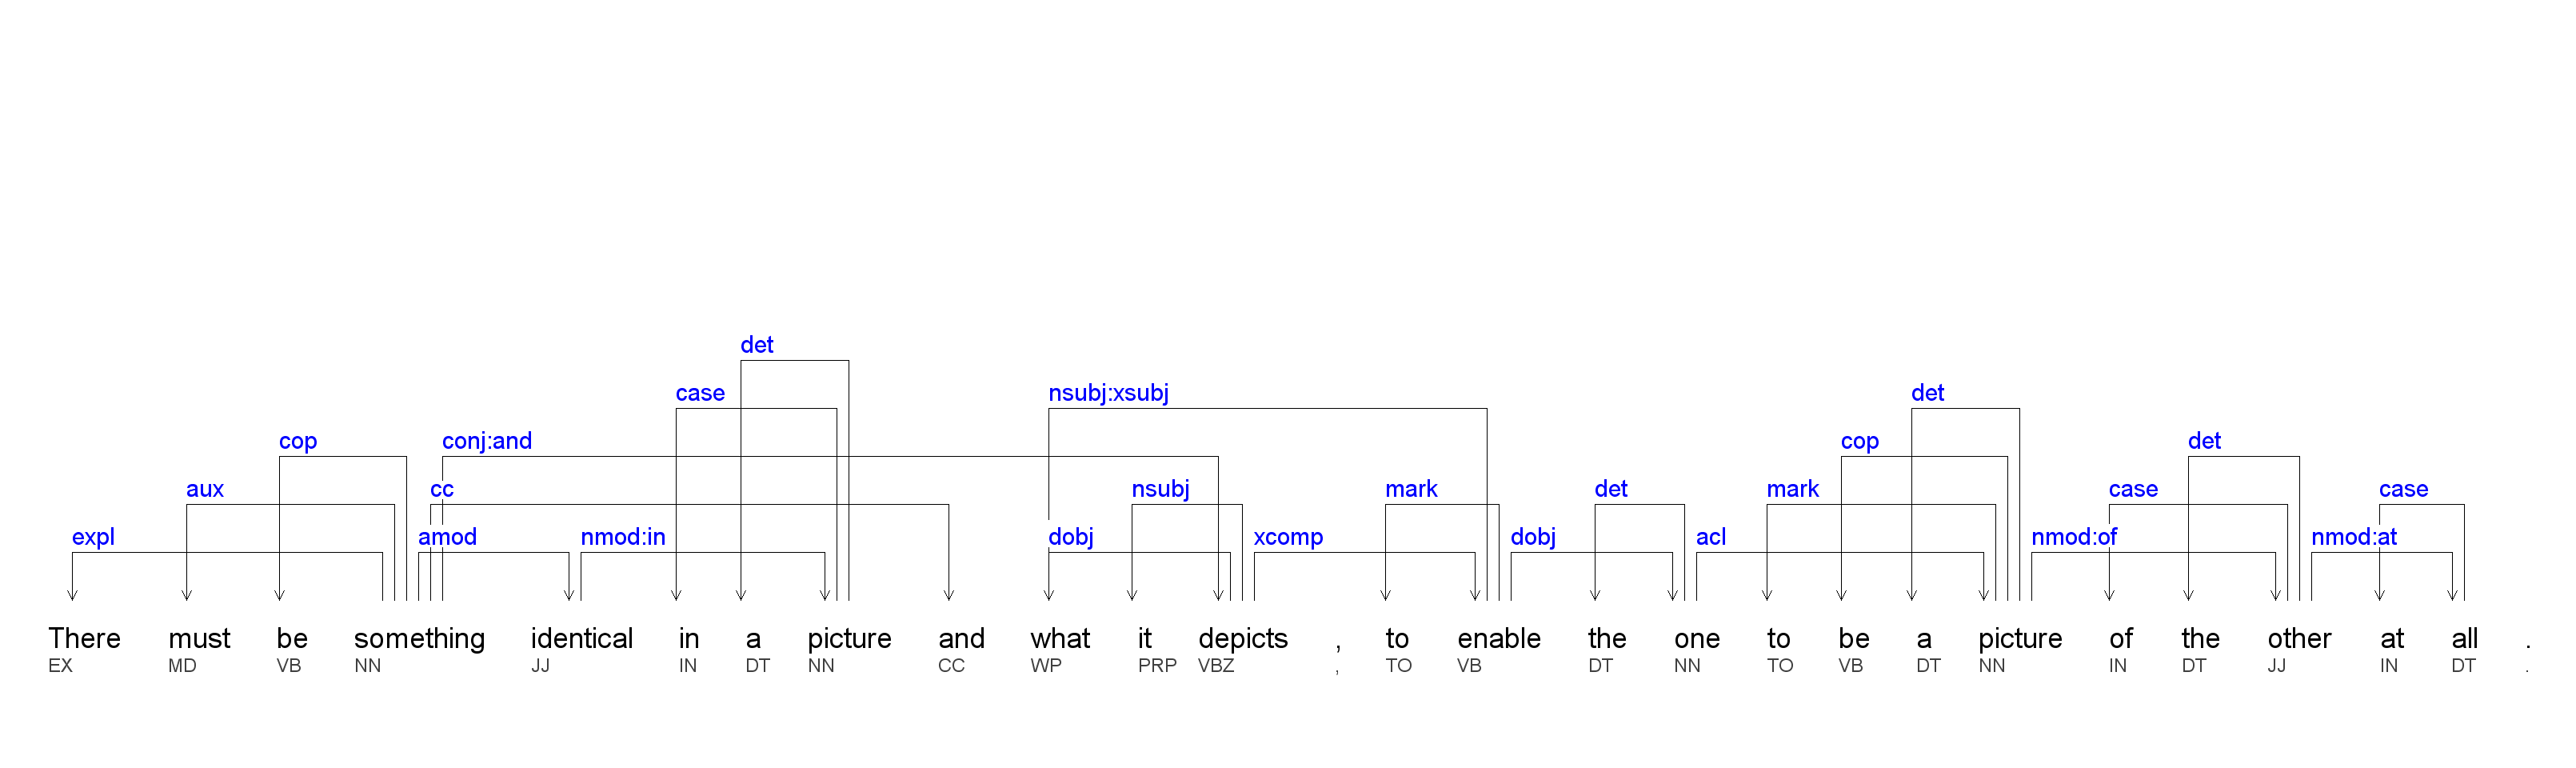 det
case nsubj:xsubj det
cop conj:and cop det
aux cc nsubj mark det mark case case
expl amod nmod:in dobj xcomp dobj acl nmod:of nmod:at
There must be something identical in a picture and what it depicts , to enable the one to be a picture of the other at all .
EX MD VB NN JJ IN DT NN CC WP PRP VBZ , TO VB DT NN TO VB DT NN IN DT JJ IN DT .